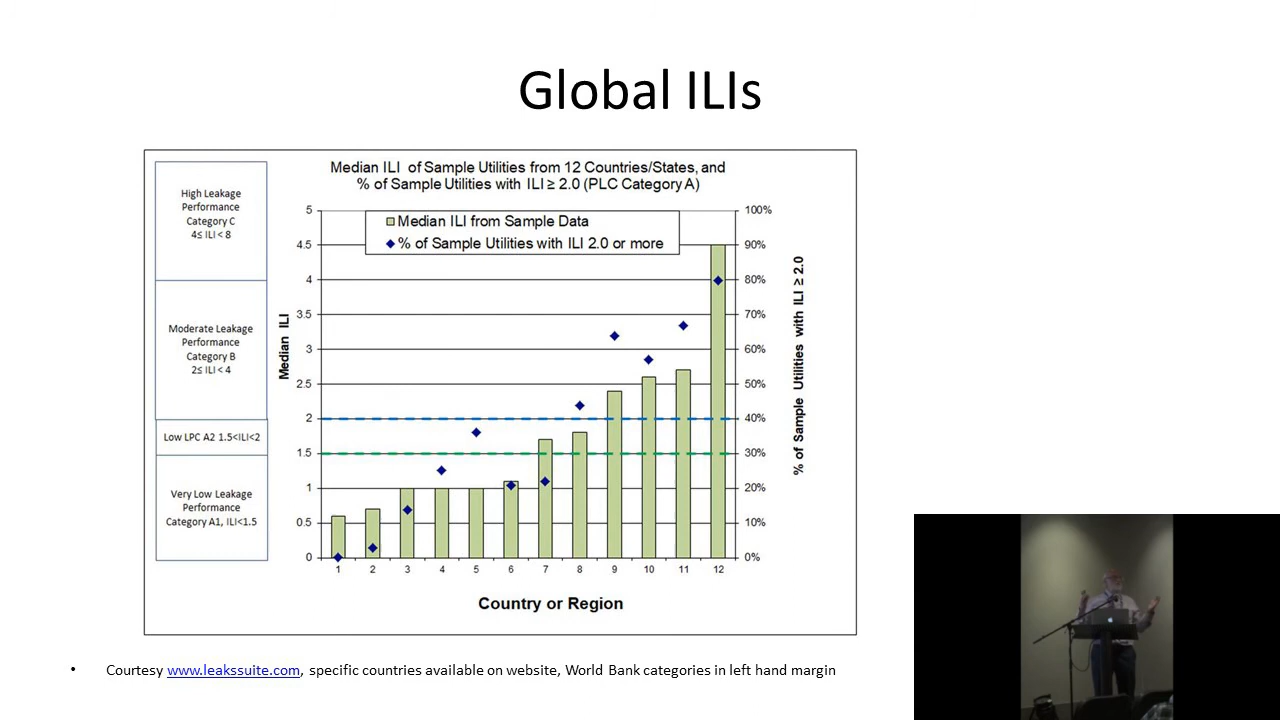 Global ILIs
Median ILI of Sample Utilities from 12 Countries/States, and
% of Sample Utilities with ILI ≥ 2.0 (PLC Category A)
High Leakage
Performance
Category C
4≤ ILI < 8
Moderate Leakage
Performance
Category B
2≤ ILI < 4
Low LPC A2 1.5<ILI<2
Very Low Leakage
Performance
Category A1, ILI<1.5
Median ILI
5
4.5
4
3.5
3
2.5
2
1.5
1
0.5
0
Median ILI from Sample Data
% of Sample Utilities with ILI 2.0 or more
100%
90%
80%
70%
60%
50%
40%
30%
20%
10%
0%
% of Sample Utilities with ILI ≥ 2.0
1 2 3 4 5 6 7 8 9 10 11 12
Country or Region
• Courtesy www.leakssuite.com, specific countries available on website, World Bank categories in left hand margin